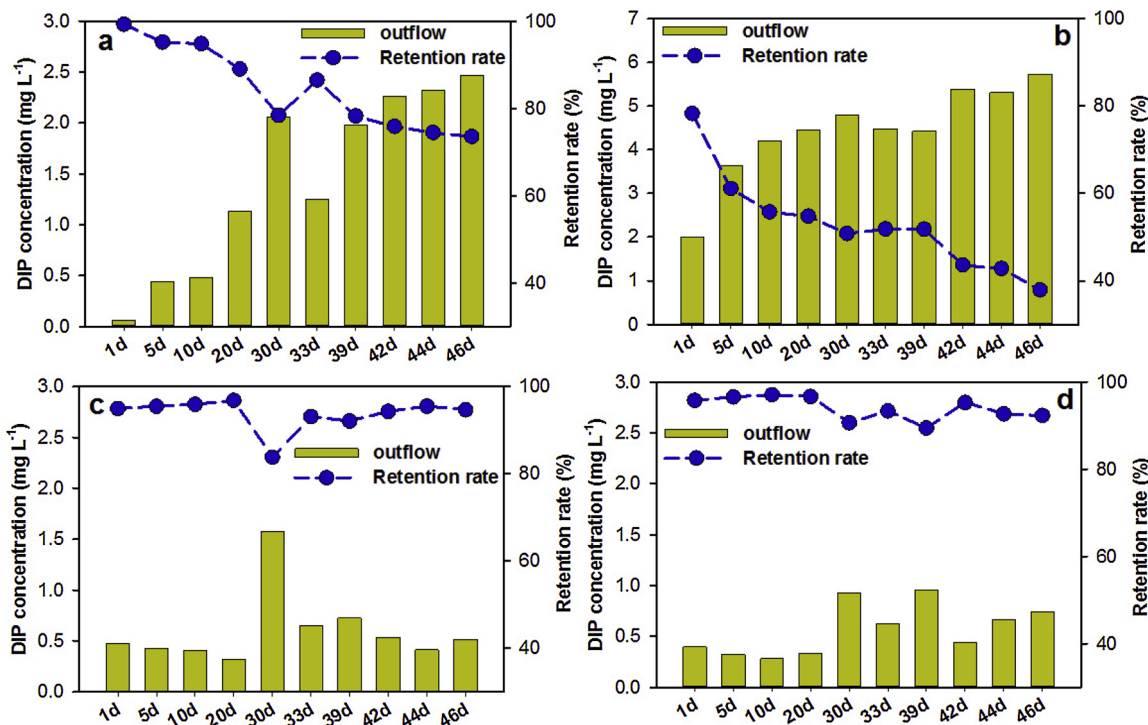 a
outflow
Retention rate
DIP concentration (mg L-1)
3.0
2.5
2.0
1.5
1.0
0.5
0.0
Retention rate (%)
100
80
60
40
1d 5d 10d 20d 30d 33d 39d 42d 44d 46d
b
outflow
Retention rate
DIP concentration (mg L-1)
7
6
5
4
3
2
1
0
Retention rate (%)
100
80
60
40
1d 5d 10d 20d 30d 33d 39d 42d 44d 46d
c
outflow
Retention rate
DIP concentration (mg L-1)
3.0
2.5
2.0
1.5
1.0
0.5
0.0
Retention rate (%)
100
80
60
40
1d 5d 10d 20d 30d 33d 39d 42d 44d 46d
d
outflow
Retention rate
DIP concentration (mg L-1)
3.0
2.5
2.0
1.5
1.0
0.5
0.0
Retention rate (%)
100
80
60
40
1d 5d 10d 20d 30d 33d 39d 42d 44d 46d